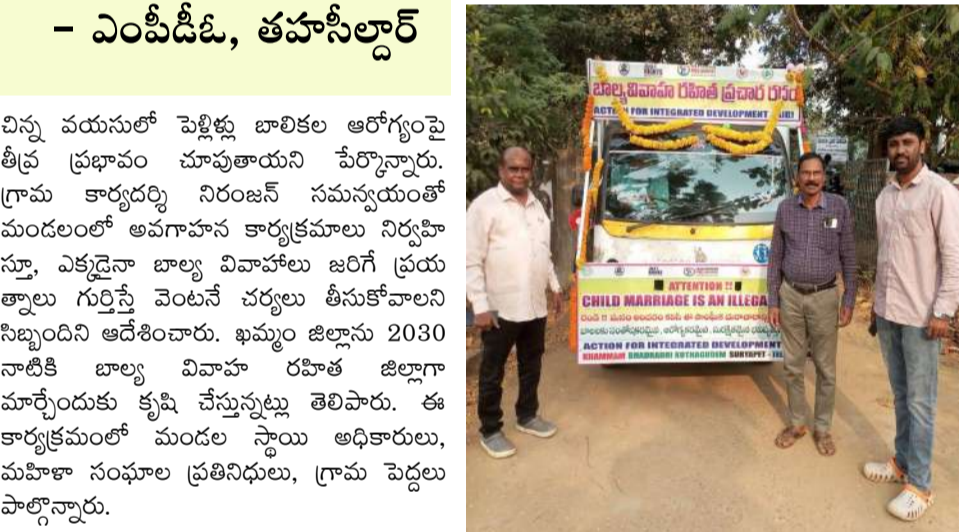 - ఎంపీడీఓ, తహసీల్దార్
చిన్న వయసులో పెళ్లిళ్లు బాలికల ఆరోగ్యంపై
తీవ్ర ప్రభావం చూపుతాయని పేర్కొన్నారు.
గ్రామ కార్యదర్శి నిరంజన్ సమన్వయంతో
మండలంలో అవగాహన కార్యక్రమాలు నిర్వహి
స్తూ, ఎక్కడైనా బాల్య వివాహాలు జరిగే ప్రయ
త్నాలు గుర్తిస్తే వెంటనే చర్యలు తీసుకోవాలని
సిబ్బందిని ఆదేశించారు. ఖమ్మం జిల్లాను 2030
నాటికి బాల్య వివాహ రహిత జిల్లాగా
మార్చేందుకు కృషి చేస్తున్నట్లు తెలిపారు. ఈ
కార్యక్రమంలో మండల స్థాయి అధికారులు,
మహిళా సంఘాల ప్రతినిధులు, గ్రామ పెద్దలు
పాల్గొన్నారు.
బాల్యవివాహ రహిత ప్రచార రథం
ACTION FOR INTEGRATED DEVELOPMENT (AID)
ATTENTION !!
CHILD MARRIAGE IS AN ILLEGA
ACTION FOR INTEGRATED DEVELOPMENT
KHAMMAM BHADRADRI KOTHAGUDEM SURYAPET - TEL